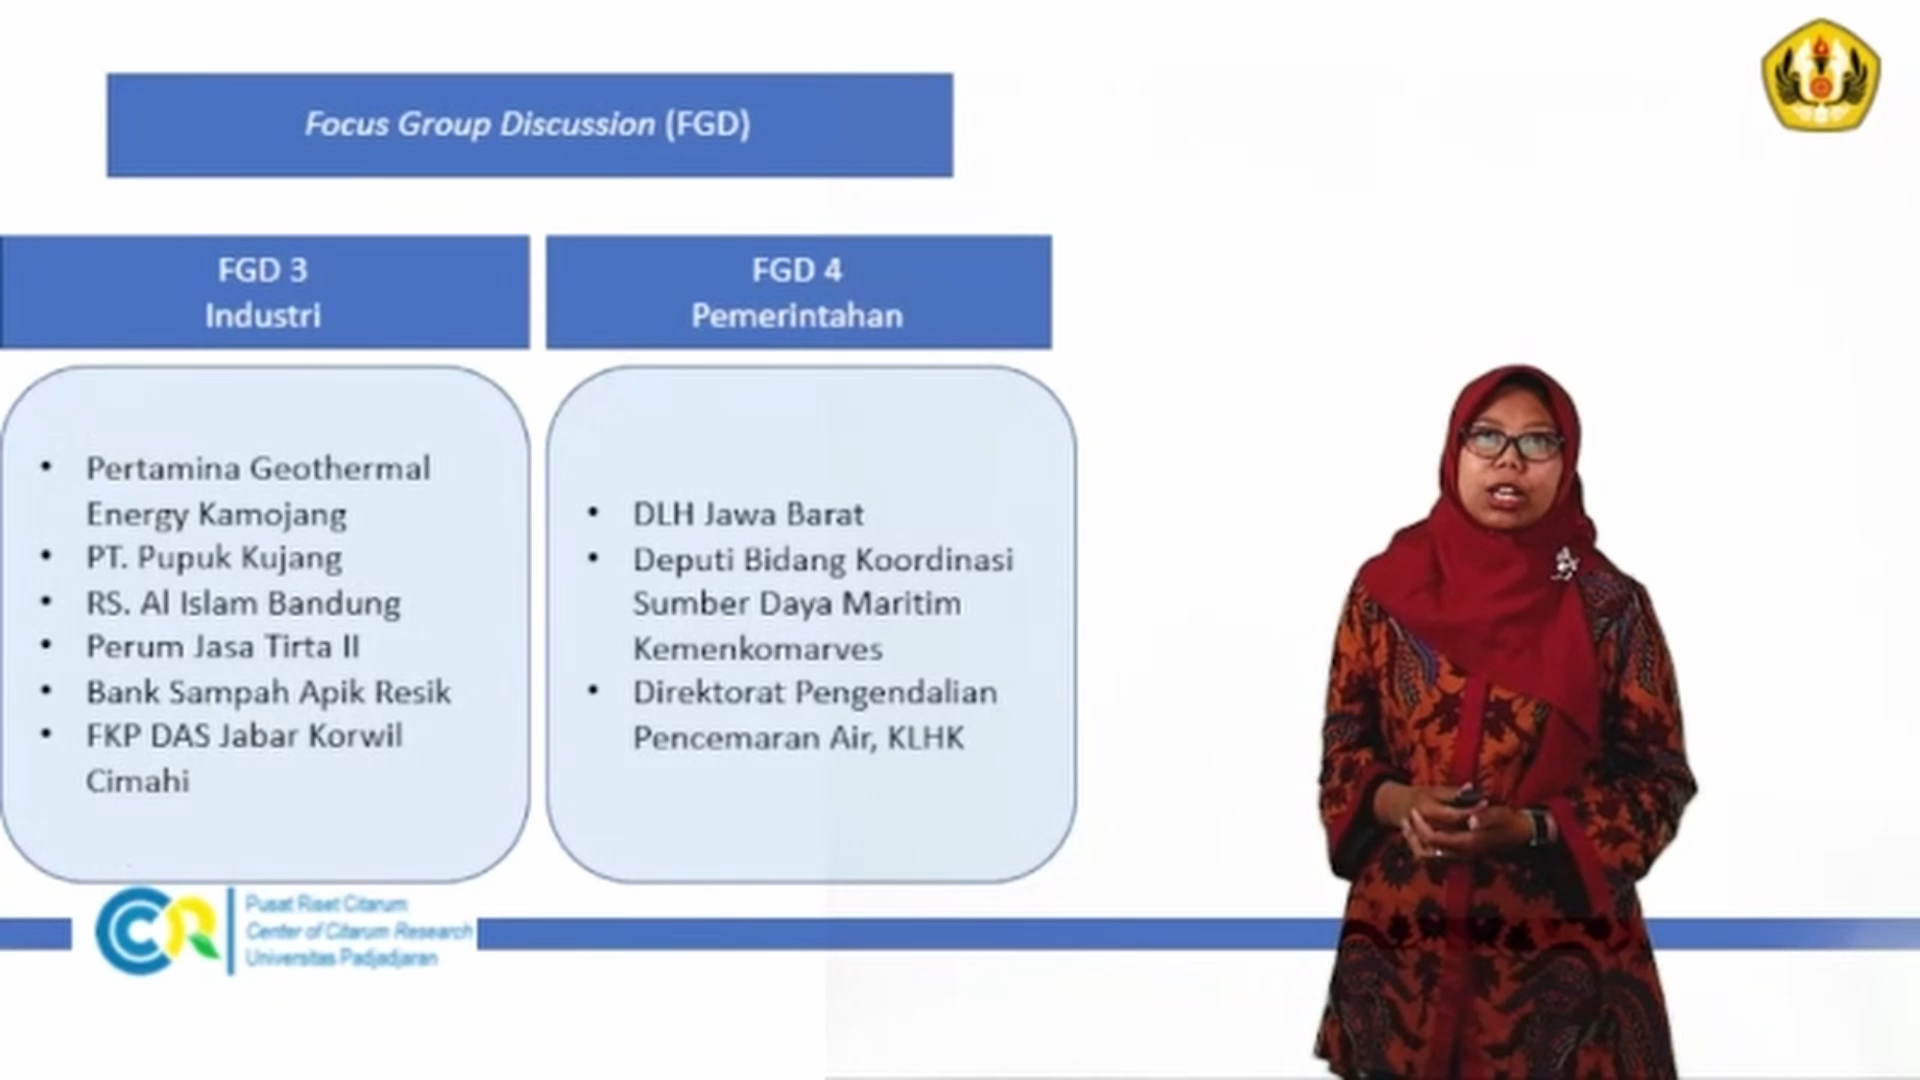 Focus Group Discussion (FGD)
FGD 3
Industri
FGD 4
Pemerintahan
• Pertamina Geothermal
Energy Kamojang
• PT. Pupuk Kujang
• RS. Al Islam Bandung
• Perum Jasa Tirta II
• Bank Sampah Apik Resik
• FKP DAS Jabar Korwil
Cimahi
• DLH Jawa Barat
• Deputi Bidang Koordinasi
Sumber Daya Maritim
Kemenkomarves
• Direktorat Pengendalian
Pencemaran Air, KLHK
CR
Pusat Riset Citarum
Center of Citarum Research
Universitas Padjadjaran